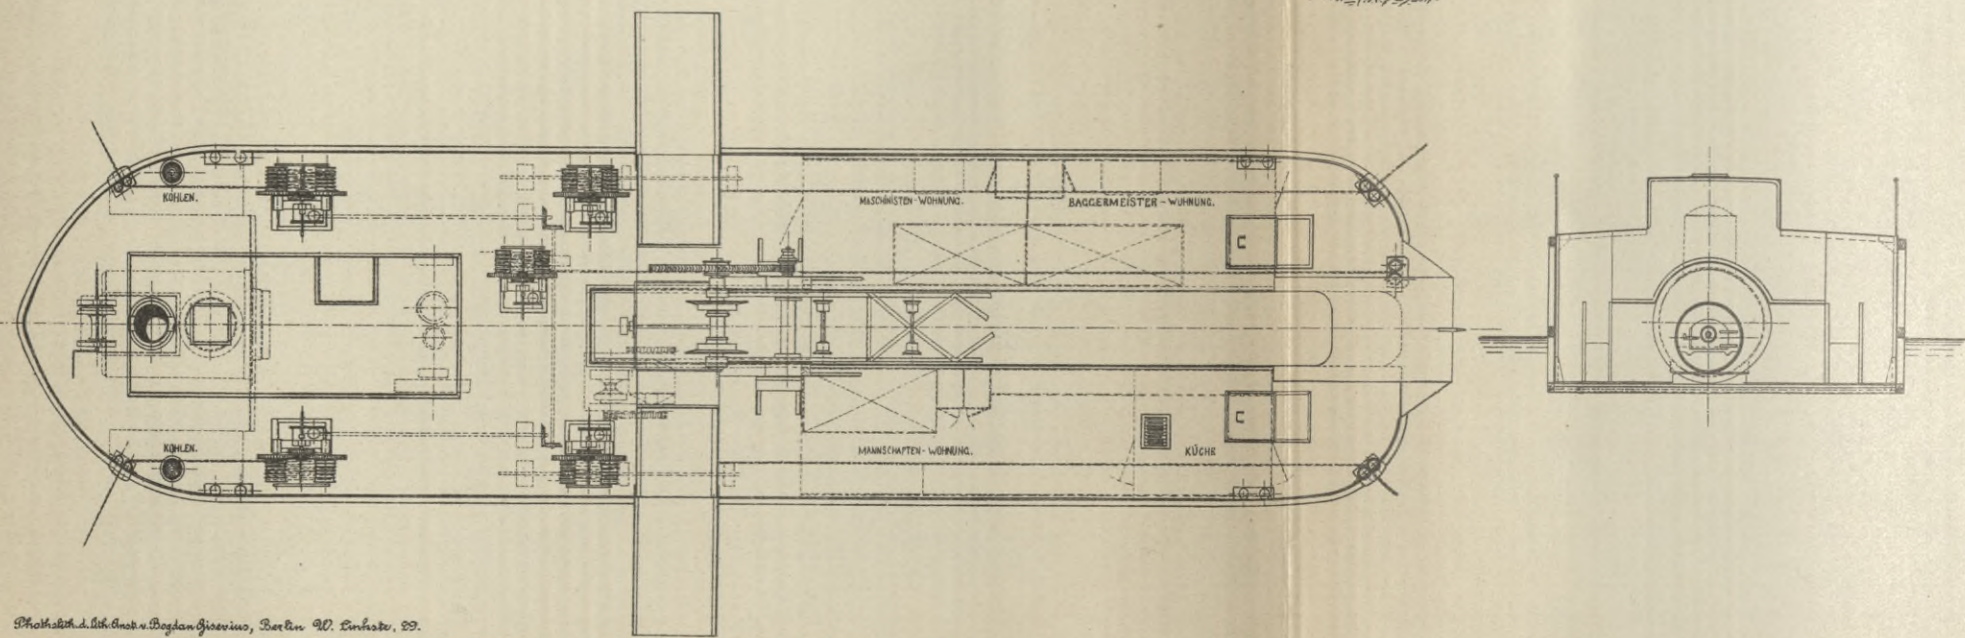 KOHLEN.
MASCHINISTEN-WOHNUNG.
BAGGERMEISTER-WOHNUNG.
KOHLEN.
MANNSCHAFTEN-WOHNUNG.
KÜCHE
Photolith. d. lith. Anst. v. Bogdan Gisevius, Berlin W. Linkstr. 29.